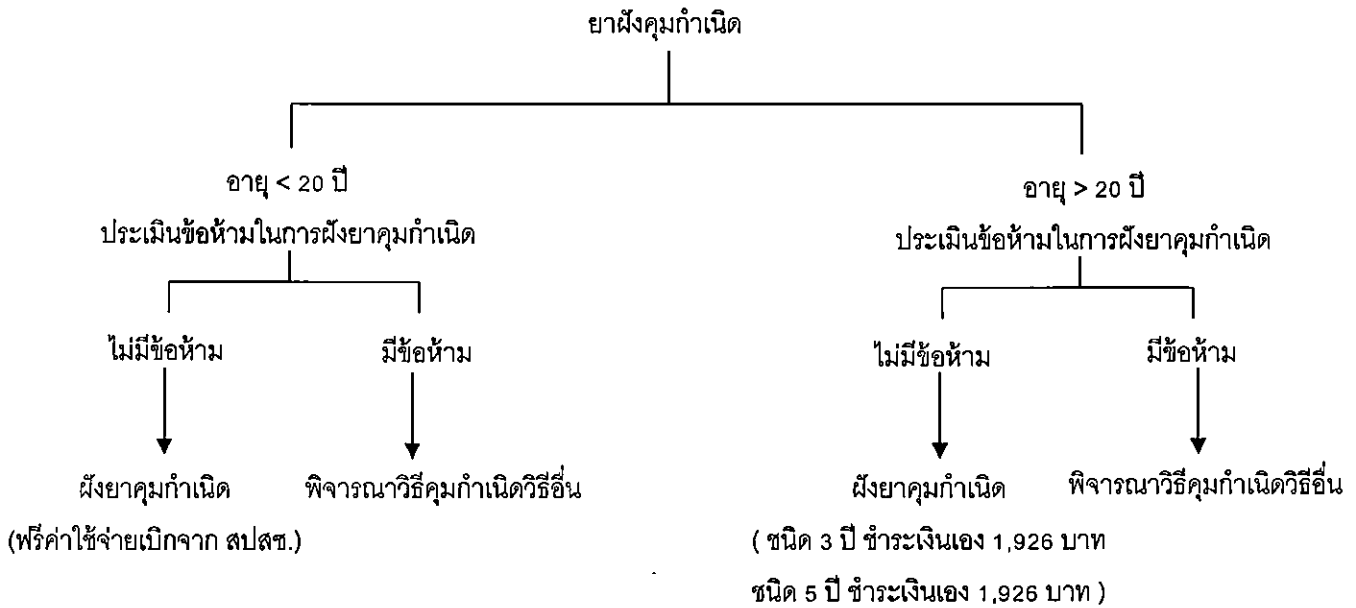 ยาฝังคุมกำเนิด
อายุ < 20 ปี
ประเมินข้อห้ามในการฝังยาคุมกำเนิด
ไม่มีข้อห้าม
มีข้อห้าม
ฝังยาคุมกำเนิด
พิจารณาวิธีคุมกำเนิดวิธีอื่น
(ฟรีค่าใช้จ่ายเบิกจาก สปสช.)
อายุ > 20 ปี
ประเมินข้อห้ามในการฝังยาคุมกำเนิด
ไม่มีข้อห้าม
มีข้อห้าม
ฝังยาคุมกำเนิด
พิจารณาวิธีคุมกำเนิดวิธีอื่น
( ชนิด 3 ปี ชำระเงินเอง 1,926 บาท
ชนิด 5 ปี ชำระเงินเอง 1,926 บาท )